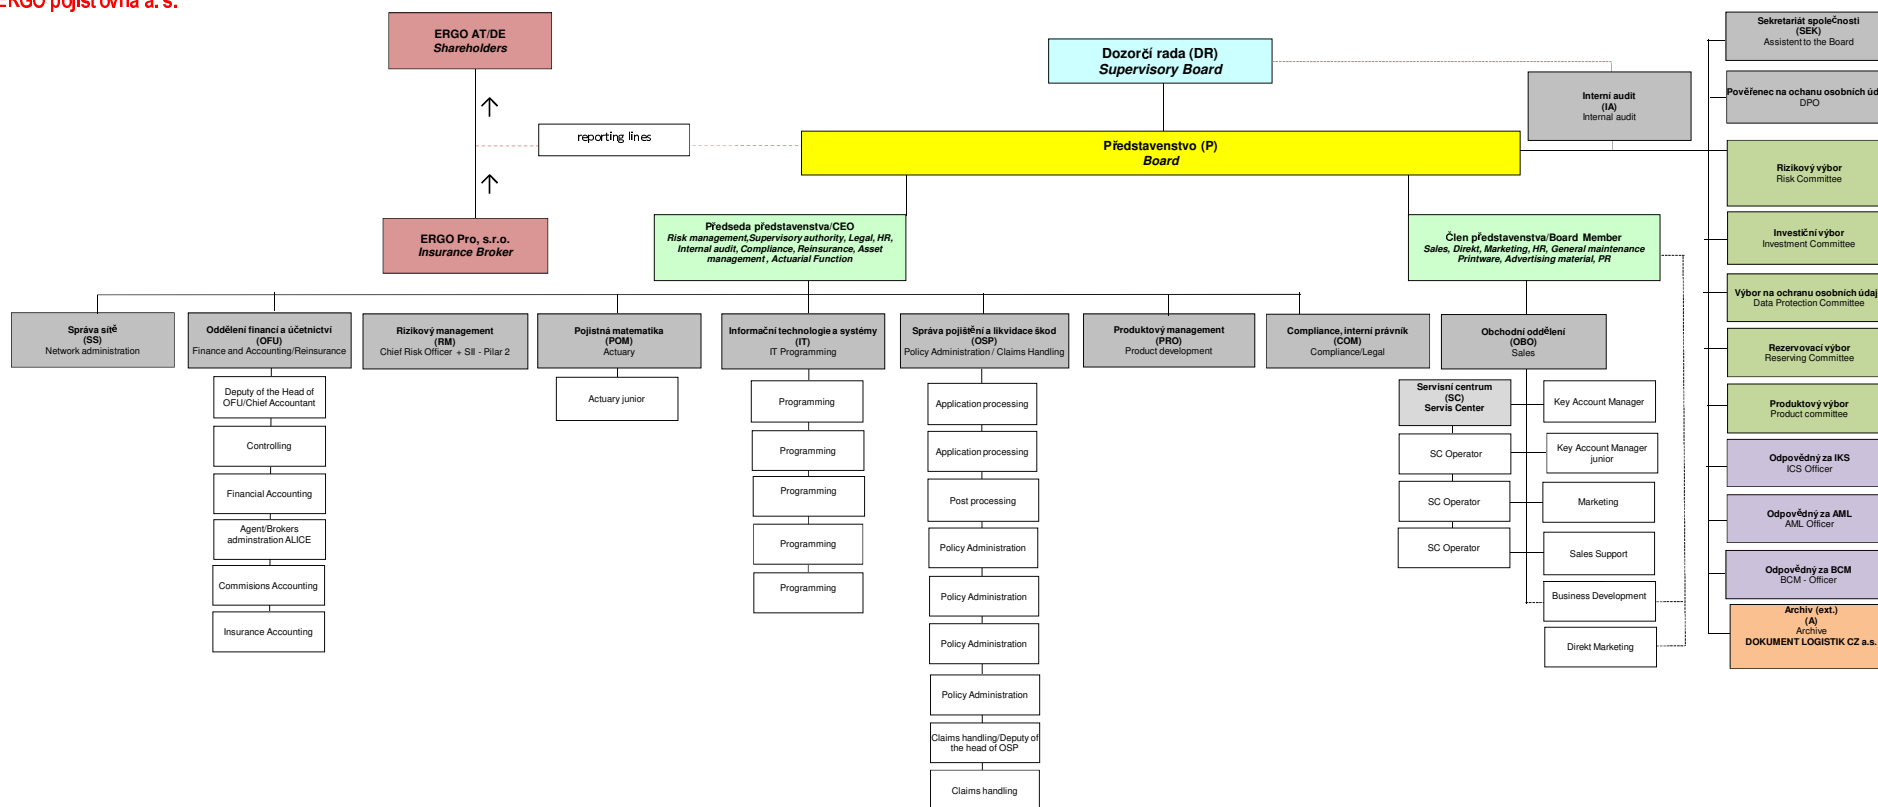 ERGO pojišťovna a. s.
ERGO AT/DE
Shareholders
reporting lines
ERGO Pro, s.r.o.
Insurance Broker
Dozorčí rada (DR)
Supervisory Board
Představenstvo (P)
Board
Interní audit
(IA)
Internal audit
Předseda představenstva/CEO
Risk management,Supervisory authority, Legal, HR,
Internal audit, Compliance, Reinsurance, Asset
management , Actuarial Function
Člen představenstva/Board Member
Sales, Direkt, Marketing, HR, General maintenance
Printware, Advertising material, PR
Správa sítě
(SS)
Network administration
Oddělení financí a účetnictví
(OFU)
Finance and Accounting/Reinsurance
Rizikový management
(RM)
Chief Risk Officer + SII - Pilar 2
Pojistná matematika
(POM)
Actuary
Informační technologie a systémy
(IT)
IT Programming
Správa pojištění a likvidace škod
(OSP)
Policy Administration / Claims Handling
Produktový management
(PRO)
Product development
Compliance, interní právník
(COM)
Compliance/Legal
Obchodní oddělení
(OBO)
Sales
Deputy of the Head of
OFU/Chief Accountant
Controlling
Financial Accounting
Agent/Brokers
adminstration ALICE
Commisions Accounting
Insurance Accounting
Actuary junior
Programming
Programming
Programming
Programming
Programming
Application processing
Application processing
Post processing
Policy Administration
Policy Administration
Policy Administration
Policy Administration
Claims handling/Deputy of
the head of OSP
Claims handling
Servisní centrum
(SC)
Servis Center
SC Operator
SC Operator
SC Operator
Key Account Manager
Key Account Manager
junior
Marketing
Sales Support
Business Development
Direkt Marketing
Sekretariát společnosti
(SEK)
Assistent to the Board
Pověřenec na ochanu osobních úd
DPO
Rizikový výbor
Risk Committee
Investiční výbor
Investment Committee
Výbor na ochranu osobních údaj
Data Protection Committee
Rezervovací výbor
Reserving Committee
Produktový výbor
Product committee
Odpovědný za IKS
ICS Officer
Odpovědný za AML
AML Officer
Odpovědný za BCM
BCM - Officer
Archiv (ext.)
(A)
Archive
DOKUMENT LOGISTIK CZ a.s.